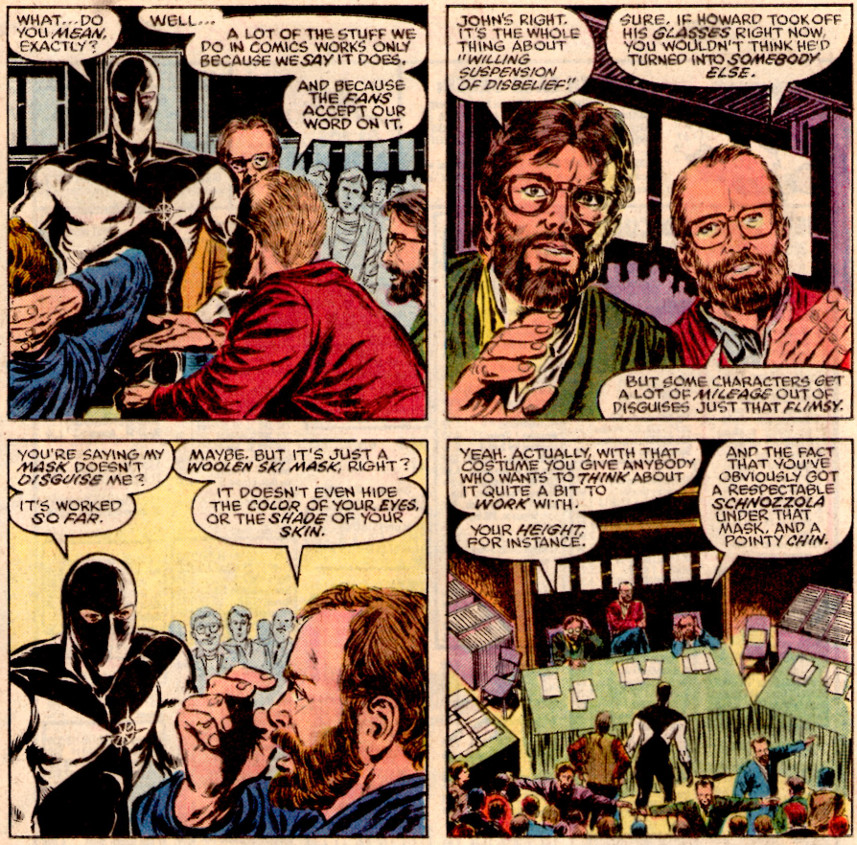 WHAT...DO
YOU MEAN,
EXACTLY?
WELL...
A LOT OF THE STUFF WE
DO IN COMICS WORKS ONLY
BECAUSE WE SAY IT DOES.
AND BECAUSE
THE FANS
ACCEPT OUR
WORD ON IT.
JOHN'S RIGHT.
IT'S THE WHOLE
THING ABOUT
"WILLING
SUSPENSION
OF DISBELIEF."
SURE. IF HOWARD TOOK OFF
HIS GLASSES RIGHT NOW,
YOU WOULDN'T THINK HE'D
TURNED INTO SOMEBODY
ELSE.
BUT SOME CHARACTERS GET
A LOT OF MILEAGE OUT OF
DISGUISES JUST THAT FLIMSY.
YOU'RE SAYING MY
MASK DOESN'T
DISGUISE ME?
IT'S WORKED
SO FAR.
MAYBE. BUT IT'S JUST A
WOOLEN SKI MASK, RIGHT?
IT DOESN'T EVEN HIDE
THE COLOR OF YOUR EYES,
OR THE SHADE OF YOUR
SKIN.
YEAH. ACTUALLY, WITH THAT
COSTUME YOU GIVE ANYBODY
WHO WANTS TO THINK ABOUT
IT QUITE A BIT TO
WORK WITH.
YOUR HEIGHT,
FOR INSTANCE.
AND THE FACT
THAT YOU'VE
OBVIOUSLY GOT
A RESPECTABLE
SCHNOZZOLA
UNDER THAT
MASK, AND A
POINTY CHIN.